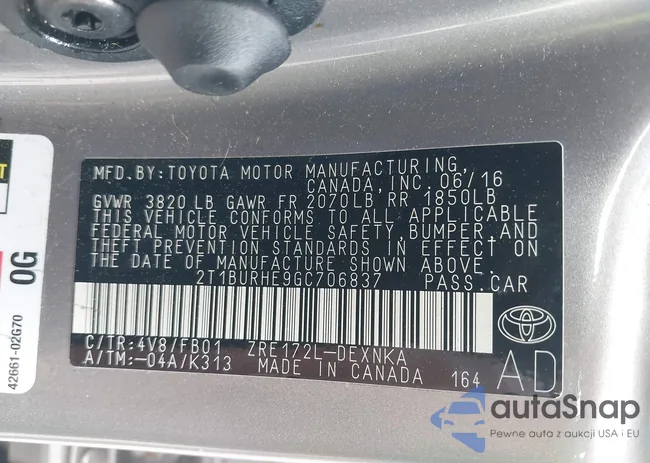 MFD.BY:TOYOTA MOTOR MANUFACTURING,
CANADA, INC. 06/16
GVWR 3820 LB GAWR FR 2070LB RR 1850LB
THIS VEHICLE CONFORMS TO ALL APPLICABLE
FEDERAL MOTOR VEHICLE SAFETY, BUMPER, AND
THEFT PREVENTION STANDARDS IN EFFECT ON
THE DATE OF MANUFACTURE SHOWN ABOVE.
2T1BURHE9GC706837 PASS.CAR
C/TR:4V8/FB01 ZRE172L-DEXNKA
A/TM:-04A/K313 MADE IN CANADA 164
AD
0G
42661-02G70
autaSnap
Pewne auta z aukcji USA i EU